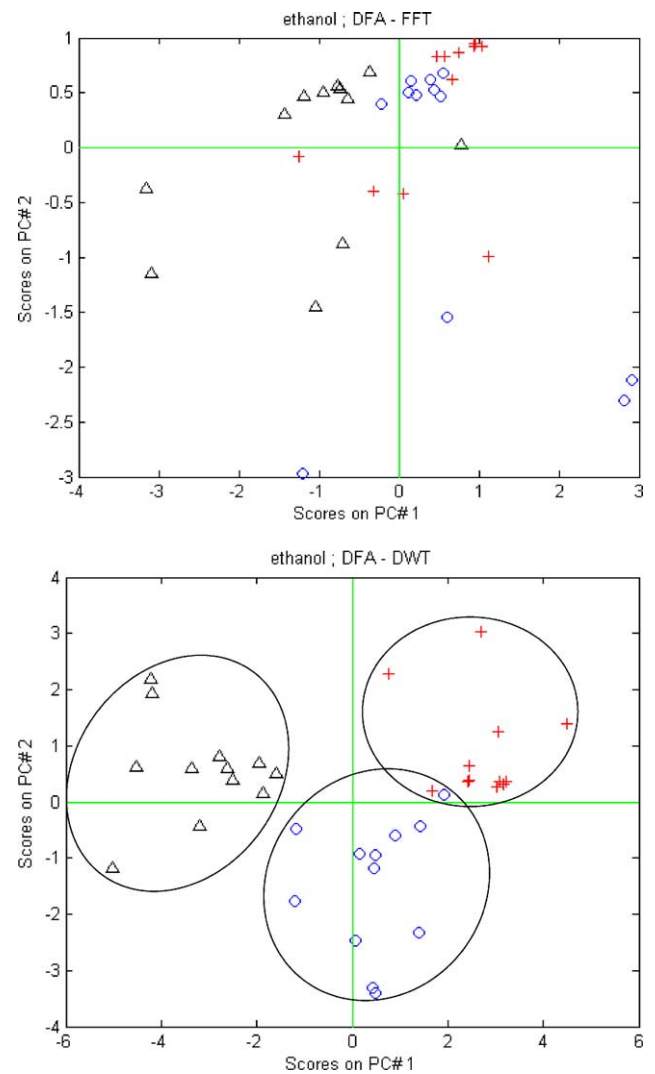 ethanol ; DFA - FFT
1
0.5
0
-0.5
-1
-1.5
-2
-2.5
-3
Scores on PC# 2
-4 -3 -2 -1 0 1 2 3
Scores on PC# 1
ethanol ; DFA - DWT
4
3
2
1
0
-1
-2
-3
-4
Scores on PC# 2
-6 -4 -2 0 2 4 6
Scores on PC# 1